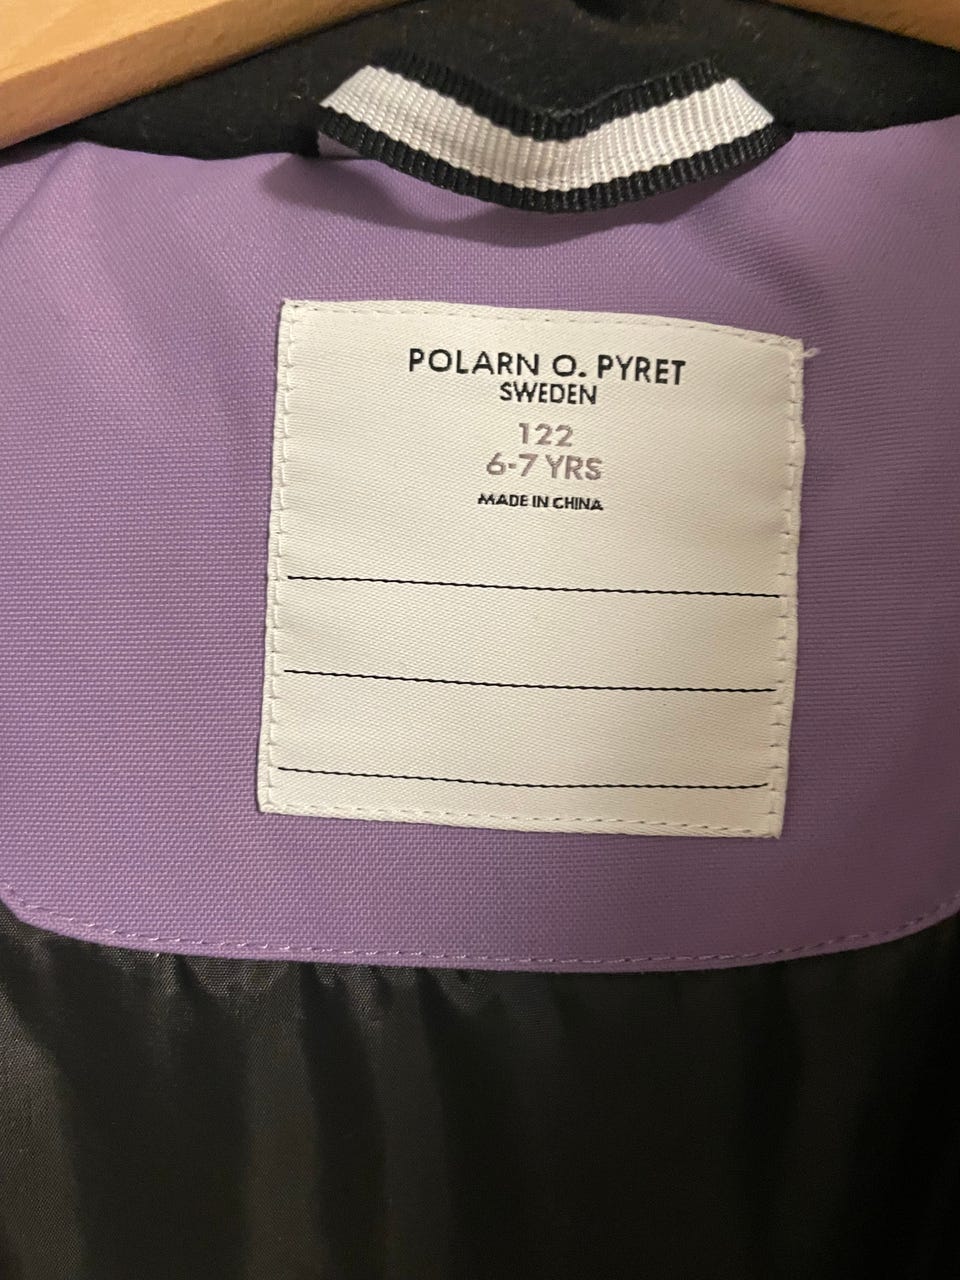 POLARN O. PYRET
SWEDEN
122
6-7 YRS
MADE IN CHINA